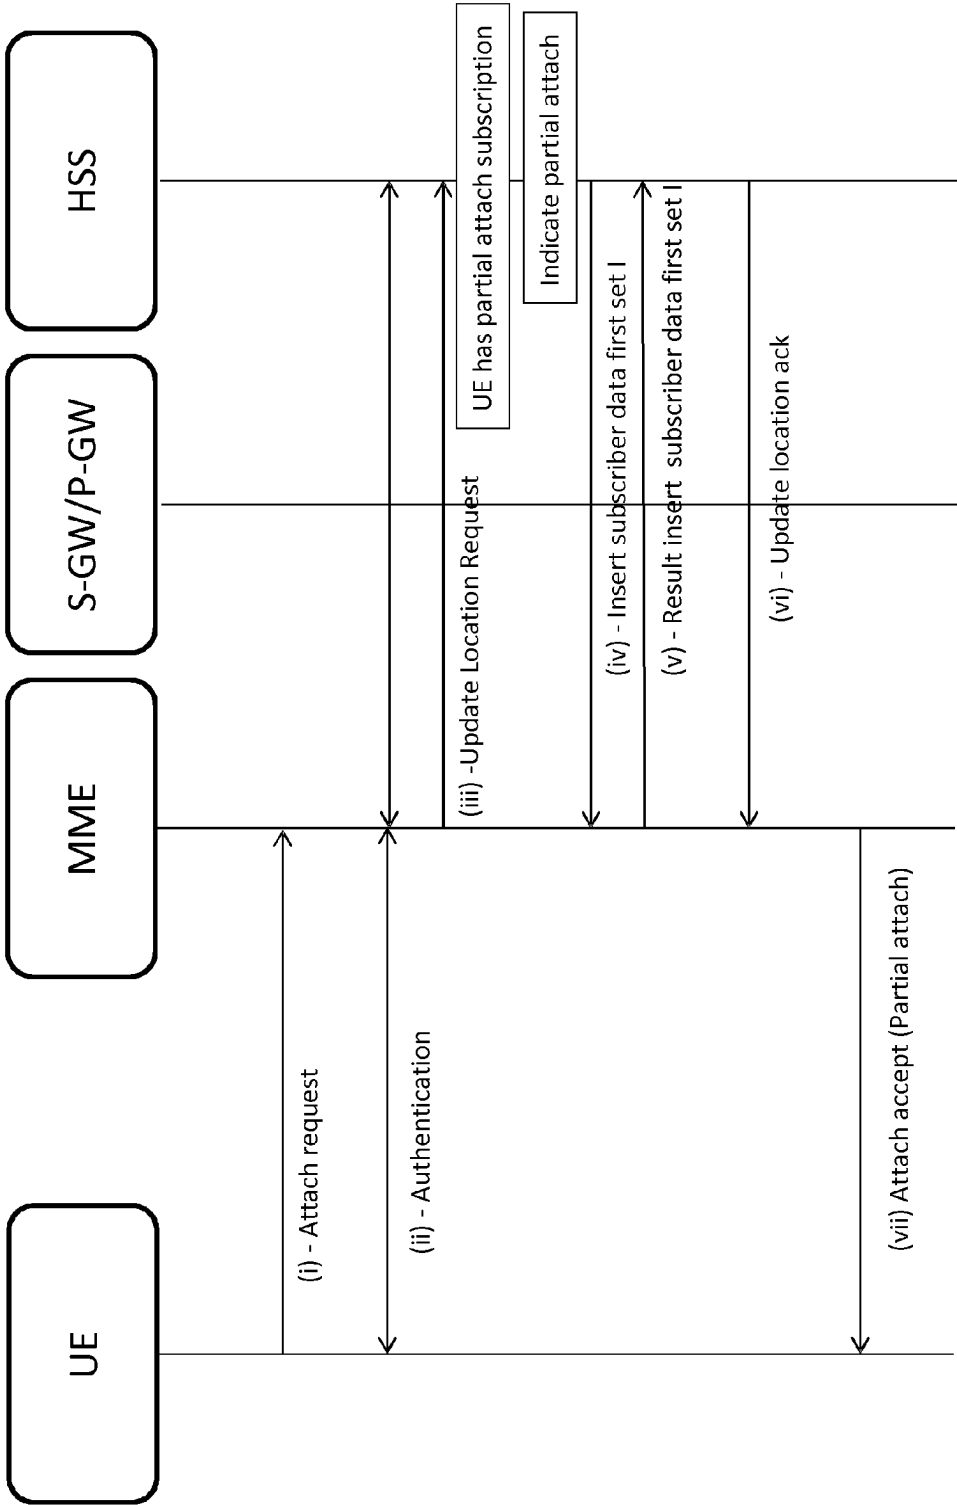 UE
MME
S-GW/P-GW
HSS
(i) - Attach request
(ii) - Authentication
(iii) -Update Location Request
UE has partial attach subscription
Indicate partial attach
(iv) - Insert subscriber data first set I
(v) - Result insert subscriber data first set I
(vi) - Update location ack
(vii) Attach accept (Partial attach)